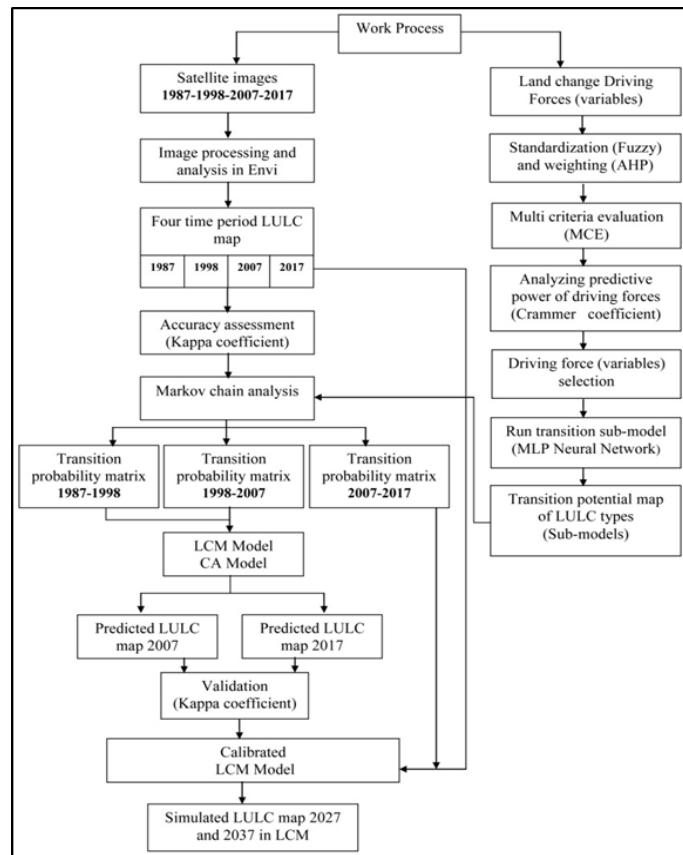 Work Process
Satellite images
1987-1998-2007-2017
Image processing and
analysis in Envi
Four time period LULC
map
1987 1998 2007 2017
Accuracy assessment
(Kappa coefficient)
Markov chain analysis
Transition
probability matrix
1987-1998
Transition
probability matrix
1998-2007
Transition
probability matrix
2007-2017
LCM Model
CA Model
Predicted LULC
map 2007
Predicted LULC
map 2017
Validation
(Kappa coefficient)
Calibrated
LCM Model
Simulated LULC map 2027
and 2037 in LCM
Land change Driving
Forces (variables)
Standardization (Fuzzy)
and weighting (AHP)
Multi criteria evaluation
(MCE)
Analyzing predictive
power of driving forces
(Crammer coefficient)
Driving force (variables)
selection
Run transition sub-model
(MLP Neural Network)
Transition potential map
of LULC types
(Sub-models)